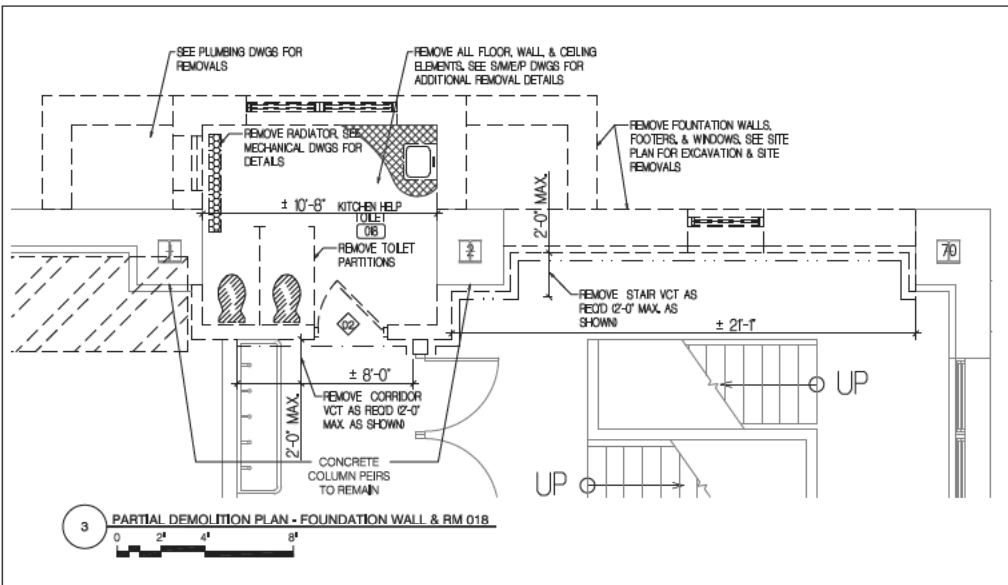 SEE PLUMBING DWGS FOR
REMOVALS
REMOVE ALL FLOOR, WALL, & CEILING
ELEMENTS. SEE S/M/E/P DWGS FOR
ADDITIONAL REMOVAL DETAILS
REMOVE RADIATOR, SEE
MECHANICAL DWGS FOR
DETAILS
REMOVE FOUNTATION WALLS,
FOOTERS, & WINDOWS. SEE SITE
PLAN FOR EXCAVATION & SITE
REMOVALS
± 10'-8"
KITCHEN HELP
TOILET
018
2'-0" MAX.
REMOVE TOILET
PARTITIONS
70
REMOVE STAIR VCT AS
REQ'D (2'-0" MAX. AS
SHOWN)
02
± 21'-1"
± 8'-0"
REMOVE CORRIDOR
VCT AS REQ'D (2'-0"
MAX. AS SHOWN)
2'-0" MAX.
UP
UP
CONCRETE
COLUMN PEIRS
TO REMAIN
3
PARTIAL DEMOLITION PLAN - FOUNDATION WALL & RM 018
0 2' 4' 8'